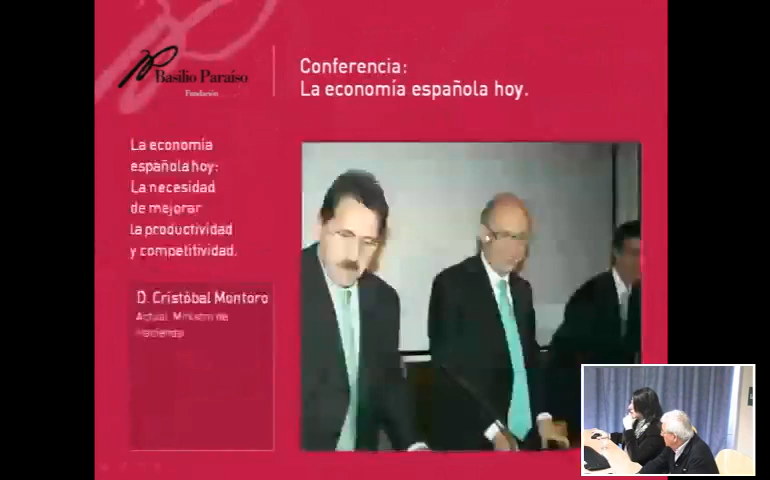 Basilio Paraíso
Fundación
Conferencia:
La economía española hoy.
La economía
española hoy:
La necesidad
de mejorar
la productividad
y competitividad.
D. Cristóbal Montoro
Actual Ministro de
Hacienda